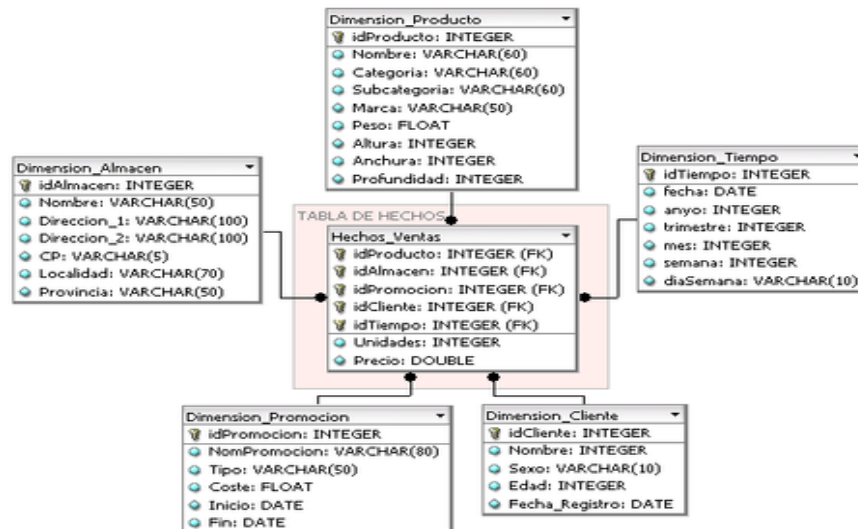 Dimension_Producto
idProducto: INTEGER
Nombre: VARCHAR(60)
Categoria: VARCHAR(60)
Subcategoria: VARCHAR(60)
Marca: VARCHAR(50)
Peso: FLOAT
Altura: INTEGER
Anchura: INTEGER
Profundidad: INTEGER
Dimension_Almacen
idAlmacen: INTEGER
Nombre: VARCHAR(50)
Direccion_1: VARCHAR(100)
Direccion_2: VARCHAR(100)
CP: VARCHAR(5)
Localidad: VARCHAR(70)
Provincia: VARCHAR(50)
Dimension_Tiempo
idTiempo: INTEGER
fecha: DATE
anyo: INTEGER
trimestre: INTEGER
mes: INTEGER
semana: INTEGER
diaSemana: VARCHAR(10)
TABLA DE HECHOS
Hechos_Ventas
idProducto: INTEGER (FK)
idAlmacen: INTEGER (FK)
idPromocion: INTEGER (FK)
idCliente: INTEGER (FK)
idTiempo: INTEGER (FK)
Unidades: INTEGER
Precio: DOUBLE
Dimension_Promocion
idPromocion: INTEGER
NomPromocion: VARCHAR(80)
Tipo: VARCHAR(50)
Coste: FLOAT
Inicio: DATE
Fin: DATE
Dimension_Cliente
idCliente: INTEGER
Nombre: INTEGER
Sexo: VARCHAR(10)
Edad: INTEGER
Fecha_Registro: DATE